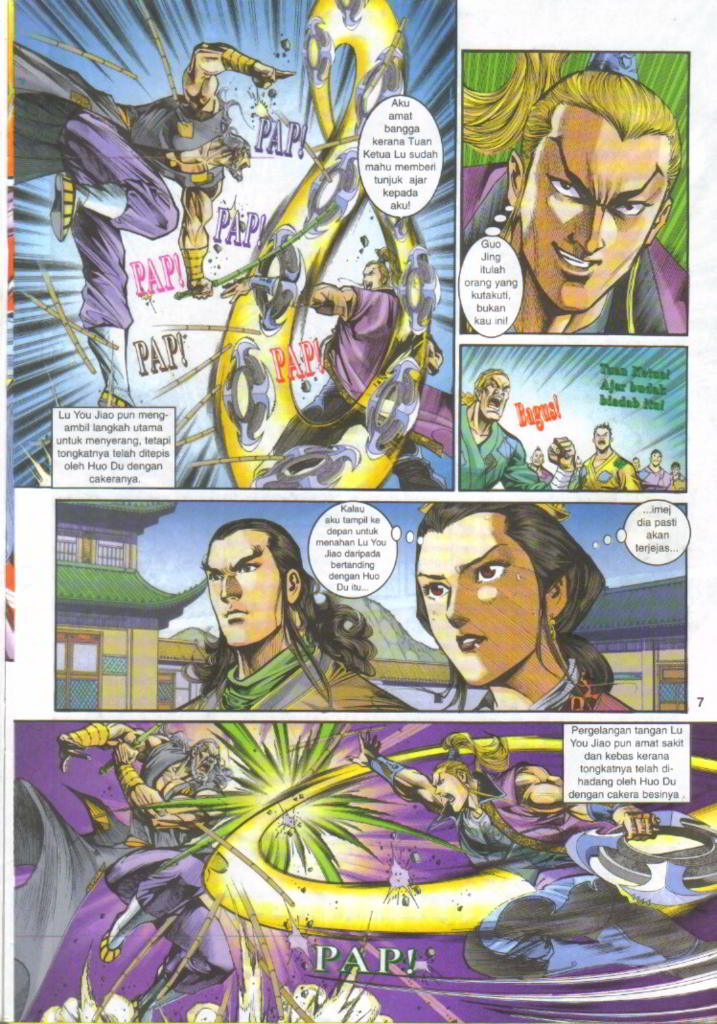 Aku
amat
bangga
kerana Tuan
Ketua Lu sudah
mahu memberi
tunjuk ajar
kepada
aku!
PAP!
PAP!
PAP!
PAP!
PAP!
Lu You Jiao pun meng-
ambil langkah utama
untuk menyerang, tetapi
tongkatnya telah ditepis
oleh Huo Du dengan
cakeranya.
Guo
Jing
itulah
orang yang
kutakuti,
bukan
kau ini!
Bagus!
Tuan Ketua!
Ajar budak
biadab itu!
Kalau
aku tampil ke
depan untuk
menahan Lu You
Jiao daripada
bertanding
dengan Huo
Du itu...
...imej
dia pasti
akan
terjejas...
7
Pergelangan tangan Lu
You Jiao pun amat sakit
dan kebas kerana
tongkatnya telah di-
hadang oleh Huo Du
dengan cakera besinya.
PAP!